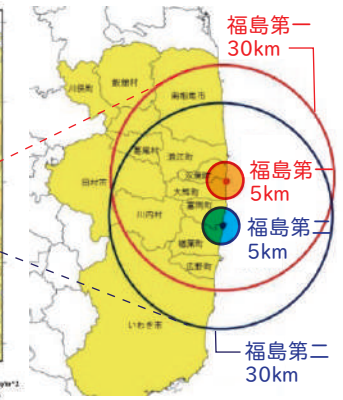 福島第一
30km
飯舘村
川俣町
南相馬市
葛尾村
浪江町
双葉町
福島第一
5km
田村市
大熊町
富岡町
川内村
福島第二
5km
楢葉町
広野町
いわき市
福島第二
30km